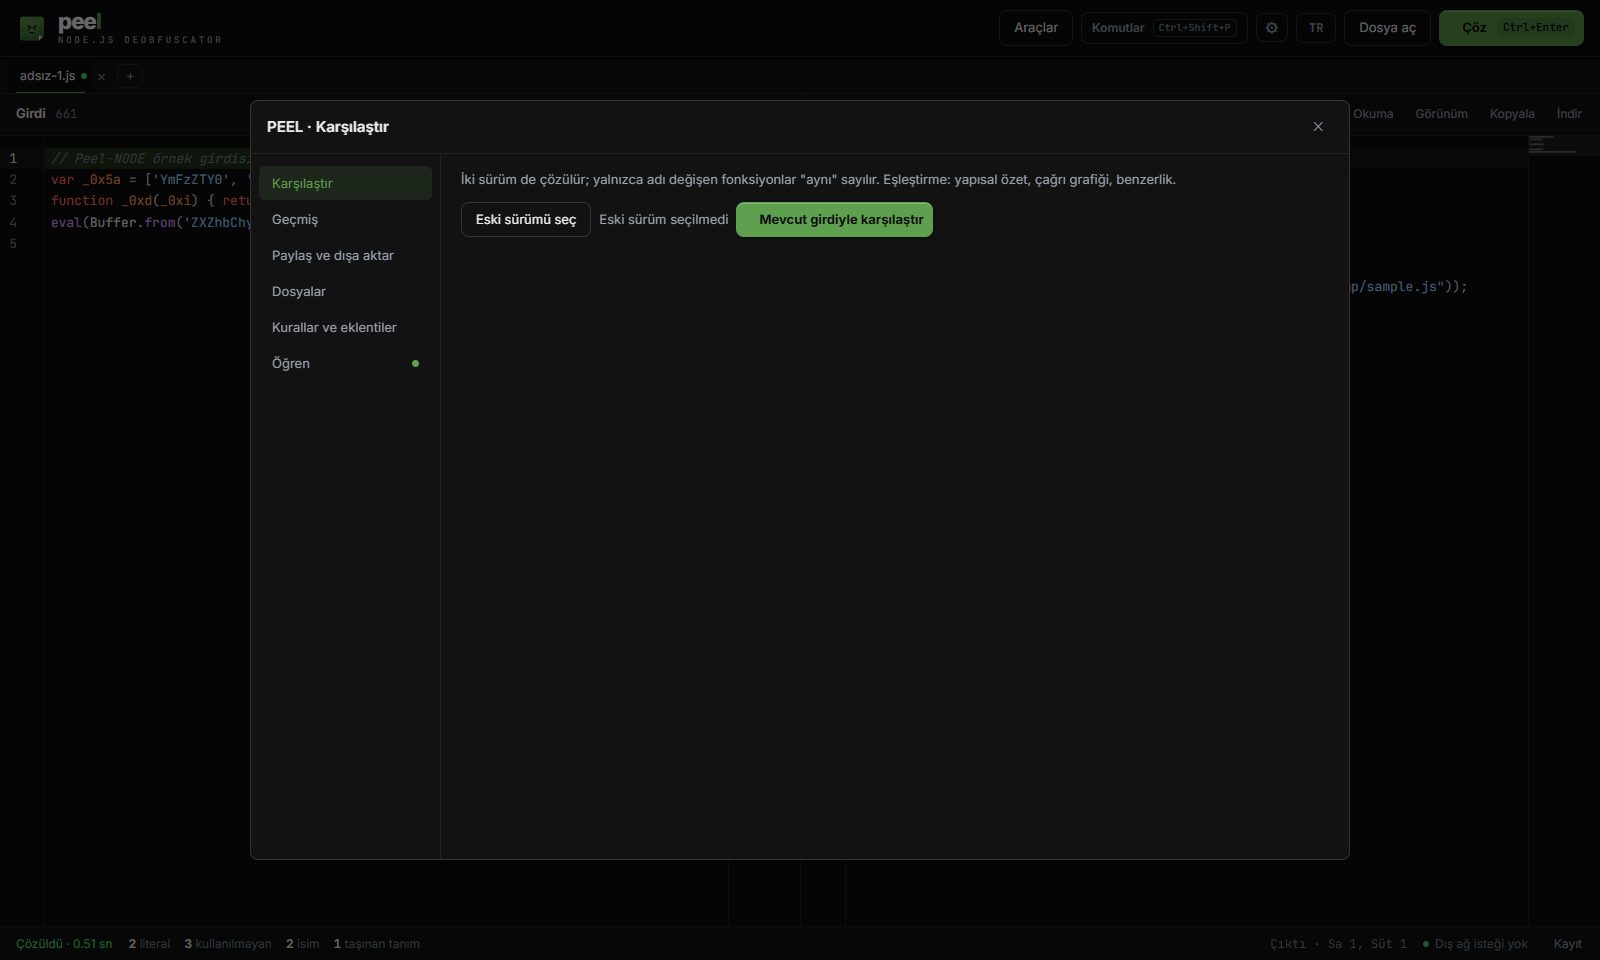 peel
NODE.JS DEOBFUSCATOR
Araçlar
Komutlar Ctrl+Shift+P
TR
Dosya aç
Çöz Ctrl+Enter
adsız-1.js
Girdi 661
Okuma Görünüm Kopyala İndir
1 // Peel-NODE örnek girdisi
2 var _0x5a = ['YmFzZTY0', '
3 function _0xd(_0xi) { retu
4 eval(Buffer.from('ZXZhbChy
5
p/sample.js"));
PEEL · Karşılaştır
Karşılaştır
Geçmiş
Paylaş ve dışa aktar
Dosyalar
Kurallar ve eklentiler
Öğren
İki sürüm de çözülür; yalnızca adı değişen fonksiyonlar "aynı" sayılır. Eşleştirme: yapısal özet, çağrı grafiği, benzerlik.
Eski sürümü seç Eski sürüm seçilmedi Mevcut girdiyle karşılaştır
Çözüldü · 0.51 sn 2 literal 3 kullanılmayan 2 isim 1 taşınan tanım
Çıktı · Sa 1, Süt 1 Dış ağ isteği yok Kayıt